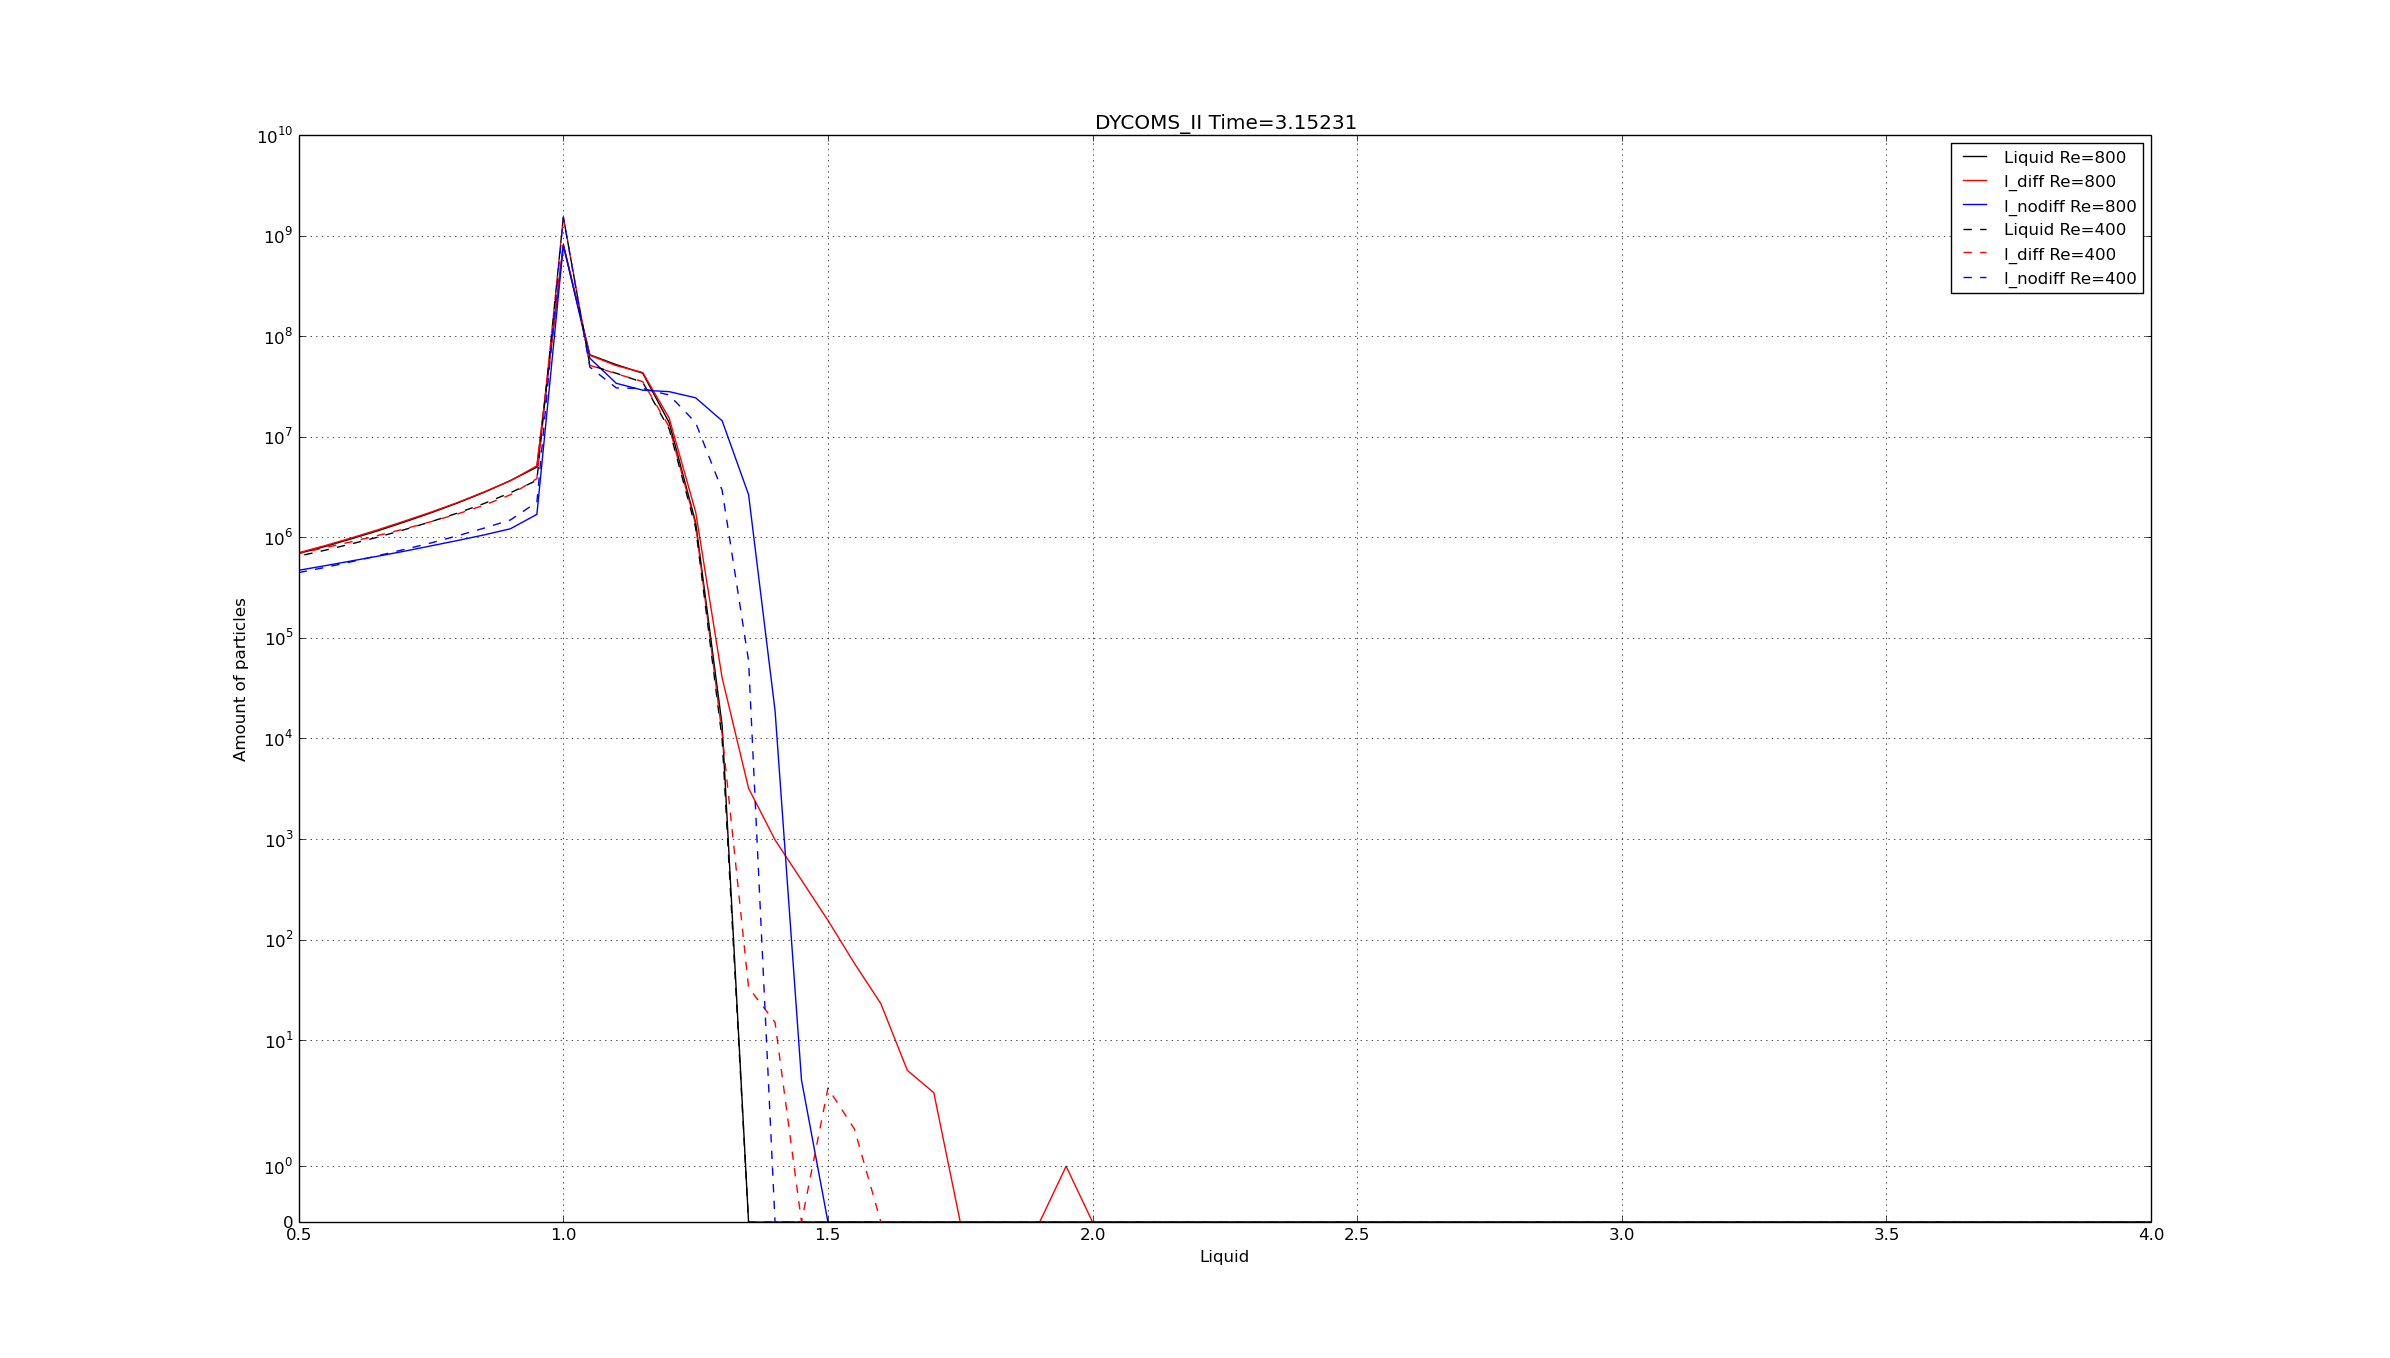 DYCOMS_II Time=3.15231
10^10
10^9
10^8
10^7
10^6
10^5
10^4
10^3
10^2
10^1
10^0
0
Amount of particles
0.5 1.0 1.5 2.0 2.5 3.0 3.5 4.0
Liquid
Liquid Re=800
l_diff Re=800
l_nodiff Re=800
Liquid Re=400
l_diff Re=400
l_nodiff Re=400